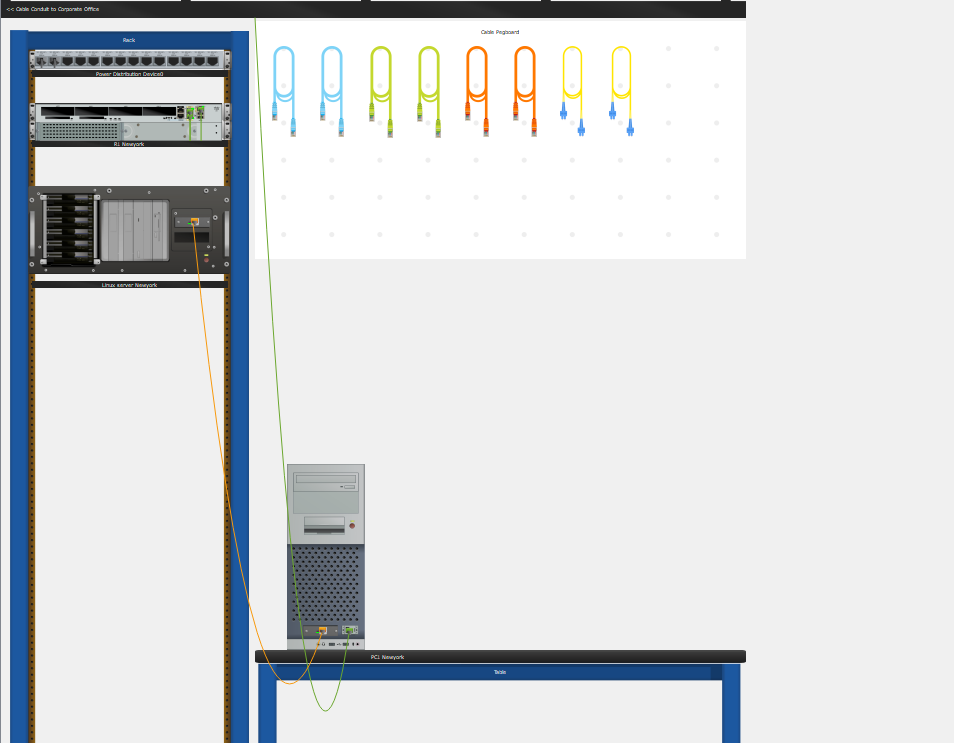 << Cable Conduit to Corporate Office
Rack
Cable Pegboard
Power Distribution Device0
R1 Newyork
Linux server Newyork
PC1 Newyork
Table